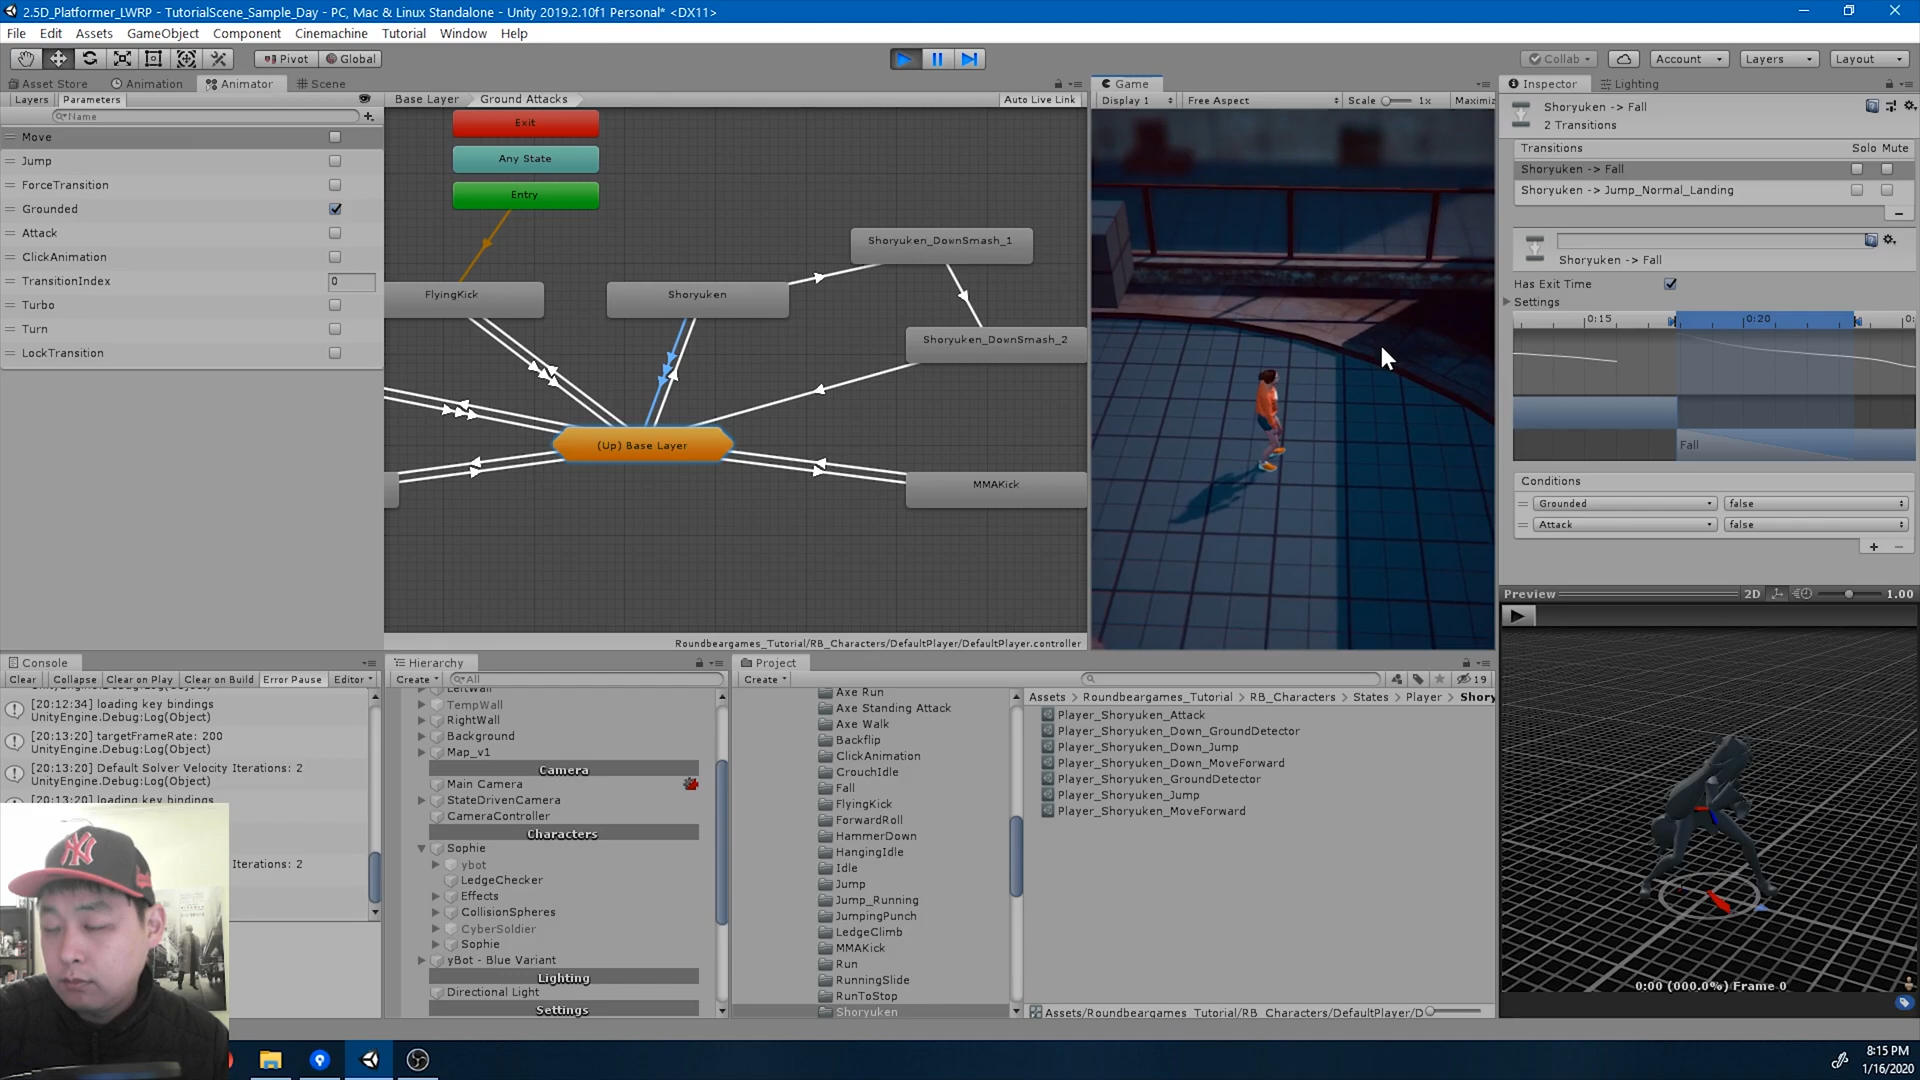 2.5D_Platformer_LWRP - TutorialScene_Sample_Day - PC, Mac & Linux Standalone - Unity 2019.2.10f1 Personal* <DX11>
File Edit Assets GameObject Component Cinemachine Tutorial Window Help
Pivot Global Collab Account Layers Layout
Asset Store Animation Animator Scene
Layers Parameters
Name
Move
Jump
ForceTransition
Grounded
Attack
ClickAnimation
TransitionIndex 0
Turbo
Turn
LockTransition
Base Layer Ground Attacks Auto Live Link
Exit
Any State
Entry
Shoryuken_DownSmash_1
FlyingKick
Shoryuken
Shoryuken_DownSmash_2
(Up) Base Layer
MMAKick
Roundbeargames_Tutorial/RB_Characters/DefaultPlayer/DefaultPlayer.controller
Game
Display 1 Free Aspect Scale 1x Maximiz
Inspector Lighting
Shoryuken -> Fall
2 Transitions
Transitions Solo Mute
Shoryuken -> Fall
Shoryuken -> Jump_Normal_Landing
Shoryuken -> Fall
Has Exit Time
Settings
0:15 0:20 0:
Fall
Conditions
Grounded false
Attack false
Preview 2D 1.00
0:00 (000.0%) Frame 0
Console
Clear Collapse Clear on Play Clear on Build Error Pause Editor
[20:12:34] loading key bindings
UnityEngine.Debug:Log(Object)
[20:13:20] targetFrameRate: 200
UnityEngine.Debug:Log(Object)
[20:13:20] Default Solver Velocity Iterations: 2
UnityEngine.Debug:Log(Object)
[20:13:20] loading key bindings
Iterations: 2
Hierarchy
Create All
LeftWall
TempWall
RightWall
Background
Map_v1
Camera
Main Camera
StateDrivenCamera
CameraController
Characters
Sophie
ybot
LedgeChecker
Effects
CollisionSpheres
CyberSoldier
Sophie
yBot - Blue Variant
Lighting
Directional Light
Settings
Project
Create 19
Axe Run
Axe Standing Attack
Axe Walk
Backflip
ClickAnimation
CrouchIdle
Fall
FlyingKick
ForwardRoll
HammerDown
HangingIdle
Idle
Jump
Jump_Running
JumpingPunch
LedgeClimb
MMAKick
Run
RunningSlide
RunToStop
Shoryuken
Assets > Roundbeargames_Tutorial > RB_Characters > States > Player > Shory
Player_Shoryuken_Attack
Player_Shoryuken_Down_GroundDetector
Player_Shoryuken_Down_Jump
Player_Shoryuken_Down_MoveForward
Player_Shoryuken_GroundDetector
Player_Shoryuken_Jump
Player_Shoryuken_MoveForward
Assets/Roundbeargames_Tutorial/RB_Characters/DefaultPlayer/D
8:15 PM
1/16/2020